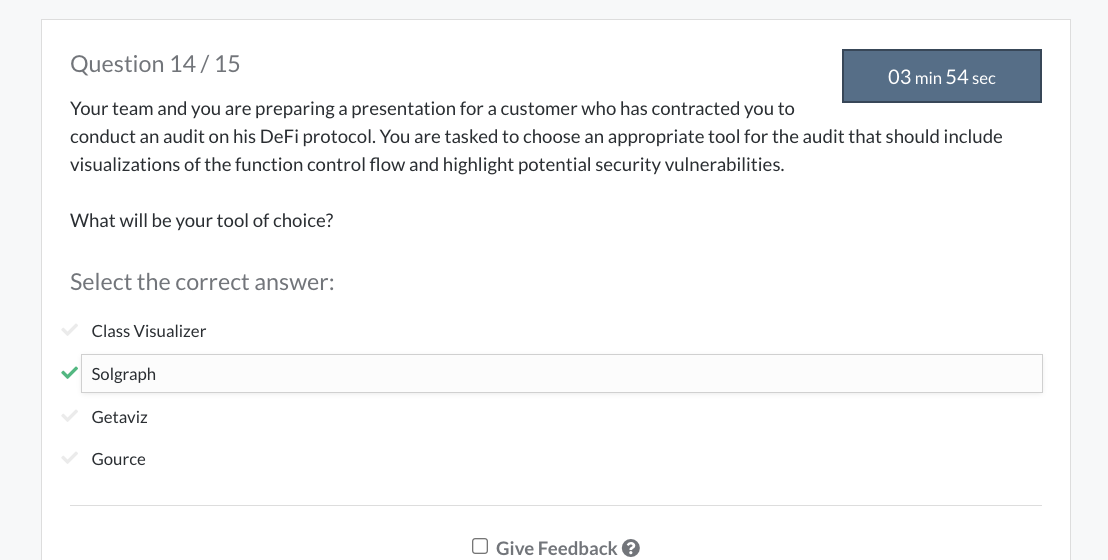 Question 14 / 15
03 min 54 sec
Your team and you are preparing a presentation for a customer who has contracted you to
conduct an audit on his DeFi protocol. You are tasked to choose an appropriate tool for the audit that should include
visualizations of the function control flow and highlight potential security vulnerabilities.
What will be your tool of choice?
Select the correct answer:
Class Visualizer
Solgraph
Getaviz
Gource
Give Feedback ?